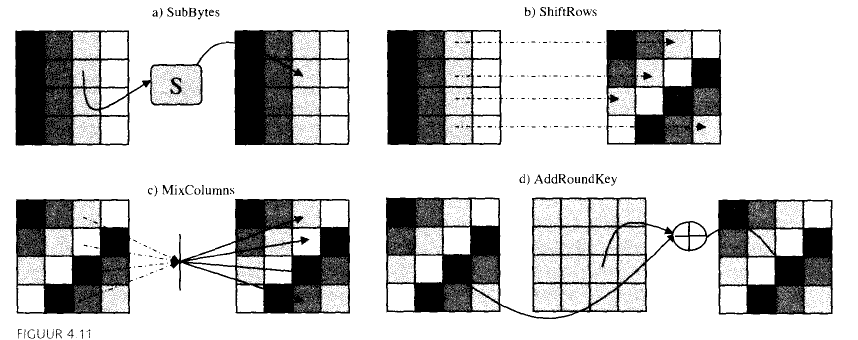 a) SubBytes
b) ShiftRows
S
c) MixColumns
d) AddRoundKey
FIGUUR 4.11